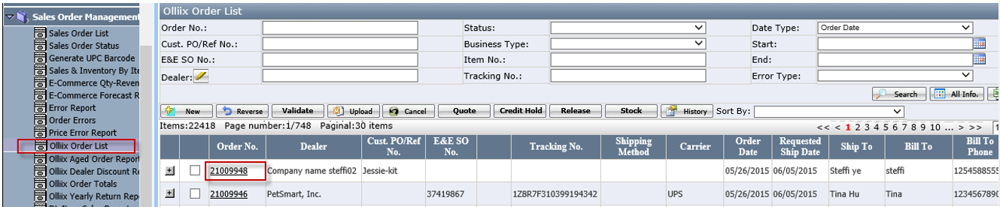 Sales Order Management
Sales Order List
Sales Order Status
Generate UPC Barcode
Sales & Inventory By Ite
E-Commerce Qty-Reven
E-Commerce Forecast R
Error Report
Order Errors
Price Error Report
Olliix Order List
Olliix Aged Order Report
Olliix Dealer Discount Re
Olliix Order Totals
Olliix Yearly Return Repo
Olliix Order List
Order No.: Status: Date Type: Order Date
Cust. PO/Ref No.: Business Type: Start:
E&E SO No.: Item No.: End:
Dealer: Tracking No.: Error Type:
Search All Info.
New Reverse Validate Upload Cancel Quote Credit Hold Release Stock History Sort By:
Items:22418 Page number:1/748 Paginal:30 items << < 1 2 3 4 5 6 7 8 9 10 ... > >> 1
Order No. Dealer Cust. PO/Ref No. E&E SO No. Tracking No. Shipping Method Carrier Order Date Requested Ship Date Ship To Bill To Bill To Phone
21009948 Company name steffi02 Jessie-kit 05/26/2015 06/05/2015 Steffi ye steffi 1254588555
21009946 PetSmart, Inc. 37419867 1Z8R7F310399194342 UPS 05/26/2015 06/05/2015 Tina Hu Tina 1234567890